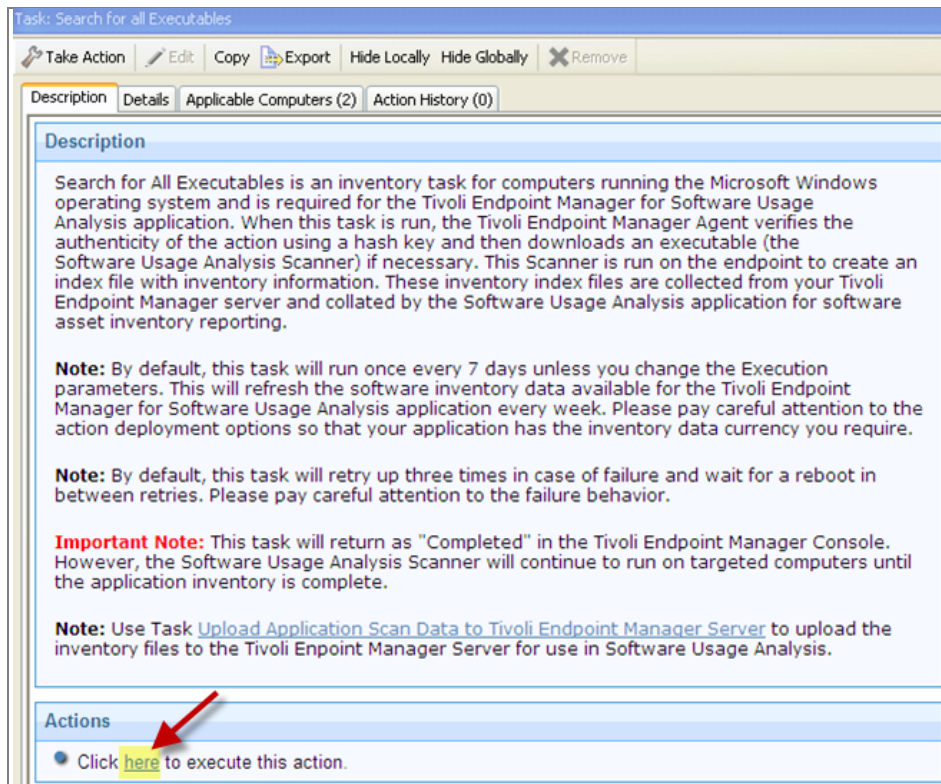 Task: Search for all Executables
Take Action Edit Copy Export Hide Locally Hide Globally Remove
Description Details Applicable Computers (2) Action History (0)
Description
Search for All Executables is an inventory task for computers running the Microsoft Windows
operating system and is required for the Tivoli Endpoint Manager for Software Usage
Analysis application. When this task is run, the Tivoli Endpoint Manager Agent verifies the
authenticity of the action using a hash key and then downloads an executable (the
Software Usage Analysis Scanner) if necessary. This Scanner is run on the endpoint to create an
index file with inventory information. These inventory index files are collected from your Tivoli
Endpoint Manager server and collated by the Software Usage Analysis application for software
asset inventory reporting.
Note: By default, this task will run once every 7 days unless you change the Execution
parameters. This will refresh the software inventory data available for the Tivoli Endpoint
Manager for Software Usage Analysis application every week. Please pay careful attention to the
action deployment options so that your application has the inventory data currency you require.
Note: By default, this task will retry up three times in case of failure and wait for a reboot in
between retries. Please pay careful attention to the failure behavior.
Important Note: This task will return as "Completed" in the Tivoli Endpoint Manager Console.
However, the Software Usage Analysis Scanner will continue to run on targeted computers until
the application inventory is complete.
Note: Use Task Upload Application Scan Data to Tivoli Endpoint Manager Server to upload the
inventory files to the Tivoli Enpoint Manager Server for use in Software Usage Analysis.
Actions
Click here to execute this action.